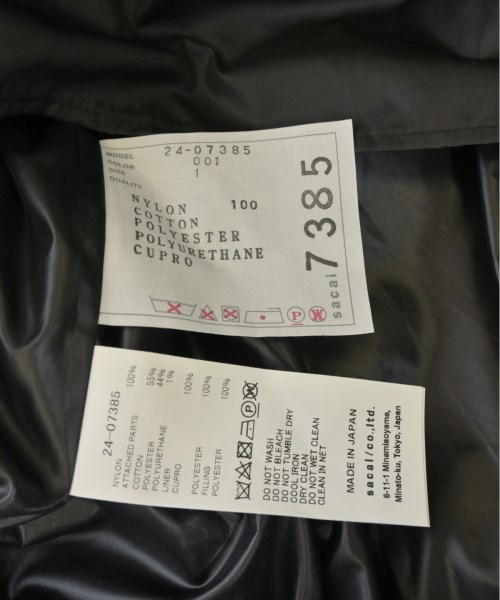 MODEL 24-07385
COLOR 001
SIZE 1
QUALITY
NYLON 100
COTTON
POLYESTER
POLYURETHANE
CUPRO
sacai 7385
P
W
24-07385
NYLON 100%
ATTACHED PARTS
COTTON 55%
POLYESTER 44%
POLYURETHANE 1%
LINER
CUPRO 100%
POLYESTER 100%
FILLING
POLYESTER 100%
P
W
DO NOT WASH
DO NOT BLEACH
DO NOT TUMBLE DRY
COOL IRON
DRY CLEAN
DO NOT WET CLEAN
CLEAN IN NET
MADE IN JAPAN
sacai/co.,ltd.
6-11-1 Minamiaoyama,
Minato-ku, Tokyo, Japan